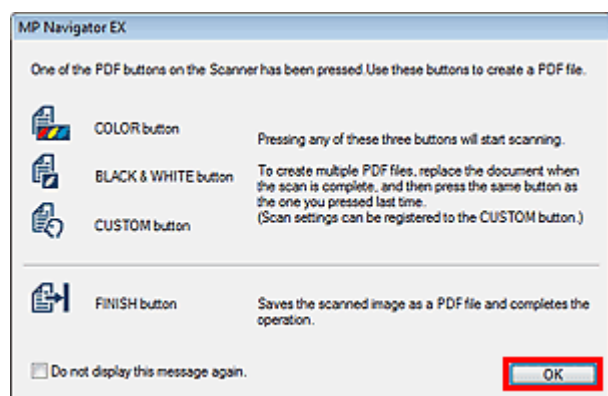 MP Navigator EX
One of the PDF buttons on the Scanner has been pressed.Use these buttons to create a PDF file.
COLOR button
Pressing any of these three buttons will start scanning.
BLACK & WHITE button
To create multiple PDF files, replace the document when
the scan is complete, and then press the same button as
the one you pressed last time.
(Scan settings can be registered to the CUSTOM button.)
CUSTOM button
FINISH button
Saves the scanned image as a PDF file and completes the
operation.
Do not display this message again.
OK